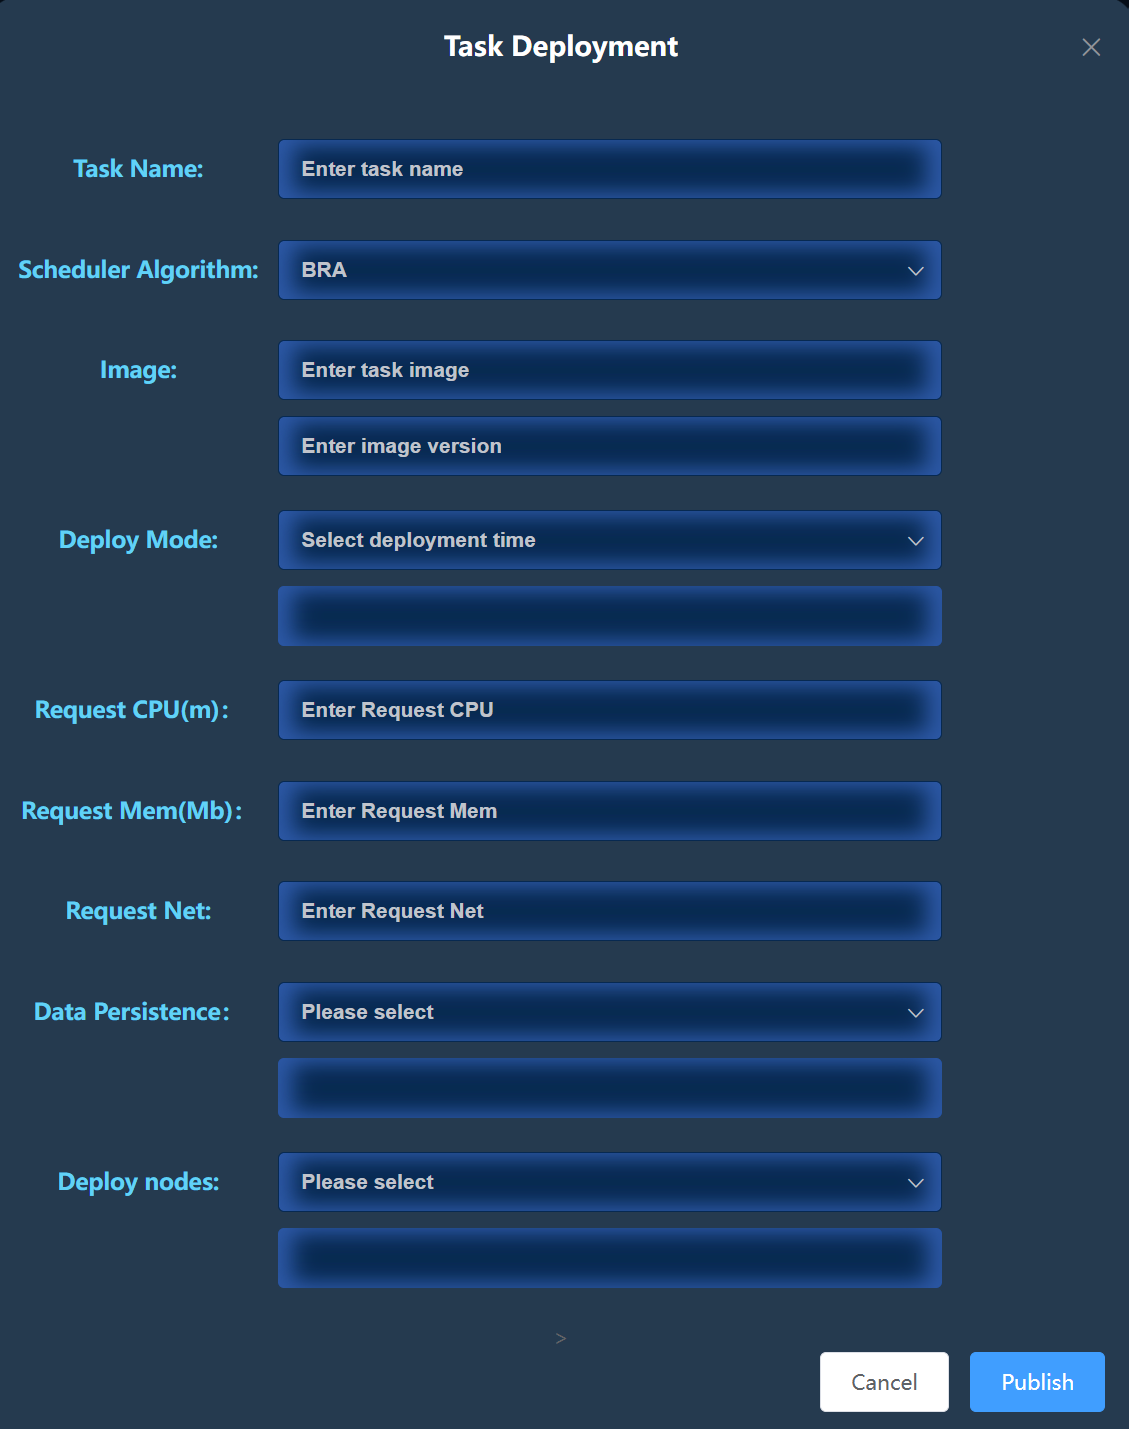 Task Deployment
Task Name:
Enter task name
Scheduler Algorithm:
BRA
Image:
Enter task image
Enter image version
Deploy Mode:
Select deployment time
Request CPU(m):
Enter Request CPU
Request Mem(Mb):
Enter Request Mem
Request Net:
Enter Request Net
Data Persistence:
Please select
Deploy nodes:
Please select
>
Cancel
Publish